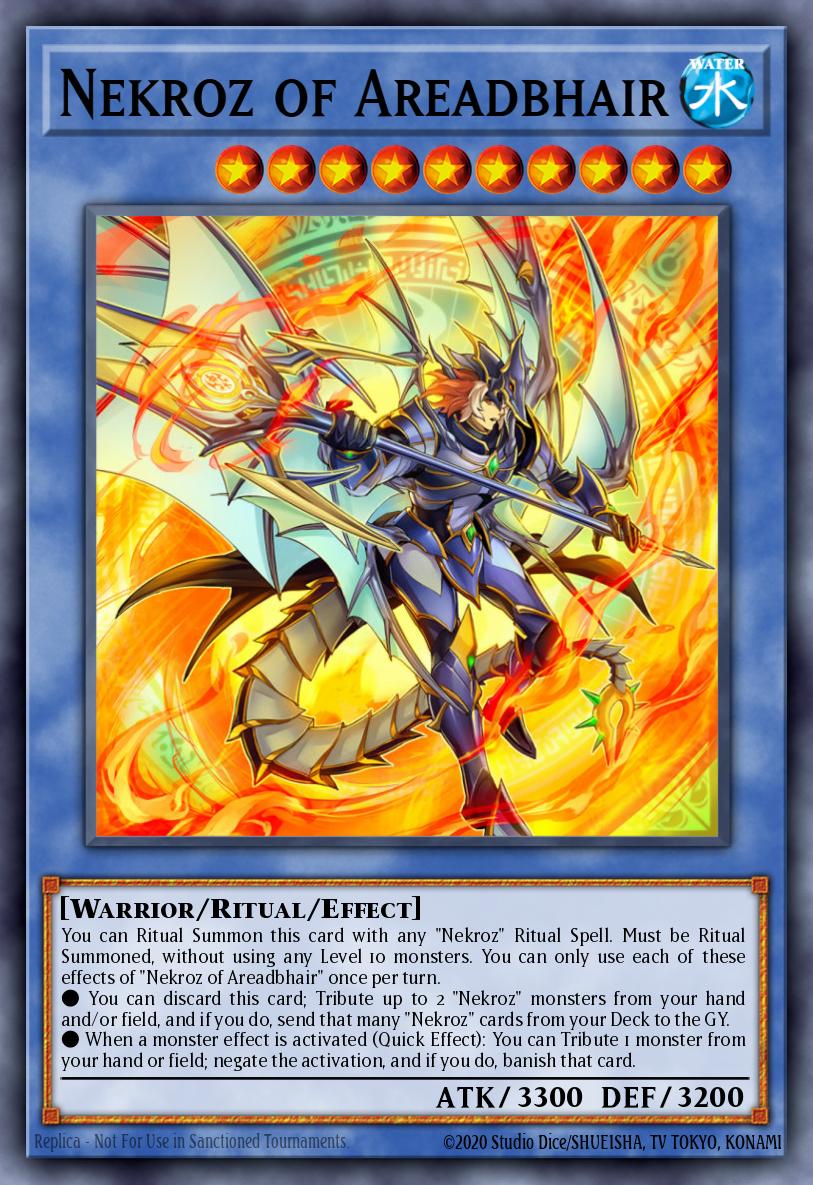 Nekroz of Areadbhair
WATER
水
[Warrior/Ritual/Effect]
You can Ritual Summon this card with any "Nekroz" Ritual Spell. Must be Ritual
Summoned, without using any Level 10 monsters. You can only use each of these
effects of "Nekroz of Areadbhair" once per turn.
● You can discard this card; Tribute up to 2 "Nekroz" monsters from your hand
and/or field, and if you do, send that many "Nekroz" cards from your Deck to the GY.
● When a monster effect is activated (Quick Effect): You can Tribute 1 monster from
your hand or field; negate the activation, and if you do, banish that card.
ATK/3300 DEF/3200
Replica - Not For Use in Sanctioned Tournaments.
©2020 Studio Dice/SHUEISHA, TV TOKYO, KONAMI